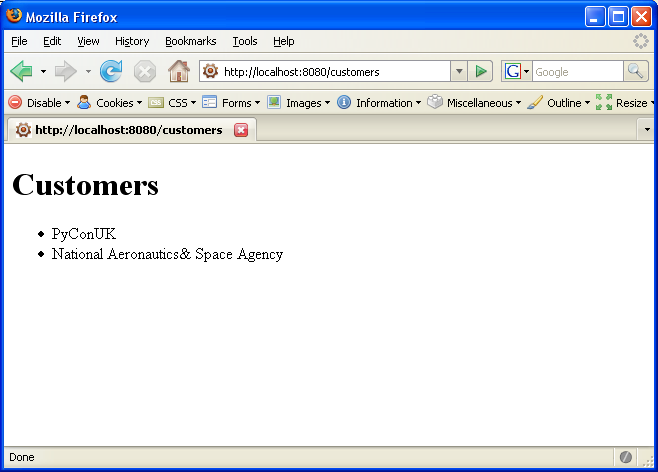 Mozilla Firefox
File Edit View History Bookmarks Tools Help
http://localhost:8080/customers G Google
Disable Cookies CSS Forms Images Information Miscellaneous Outline Resize
http://localhost:8080/customers
Customers
• PyConUK
• National Aeronautics& Space Agency
Done